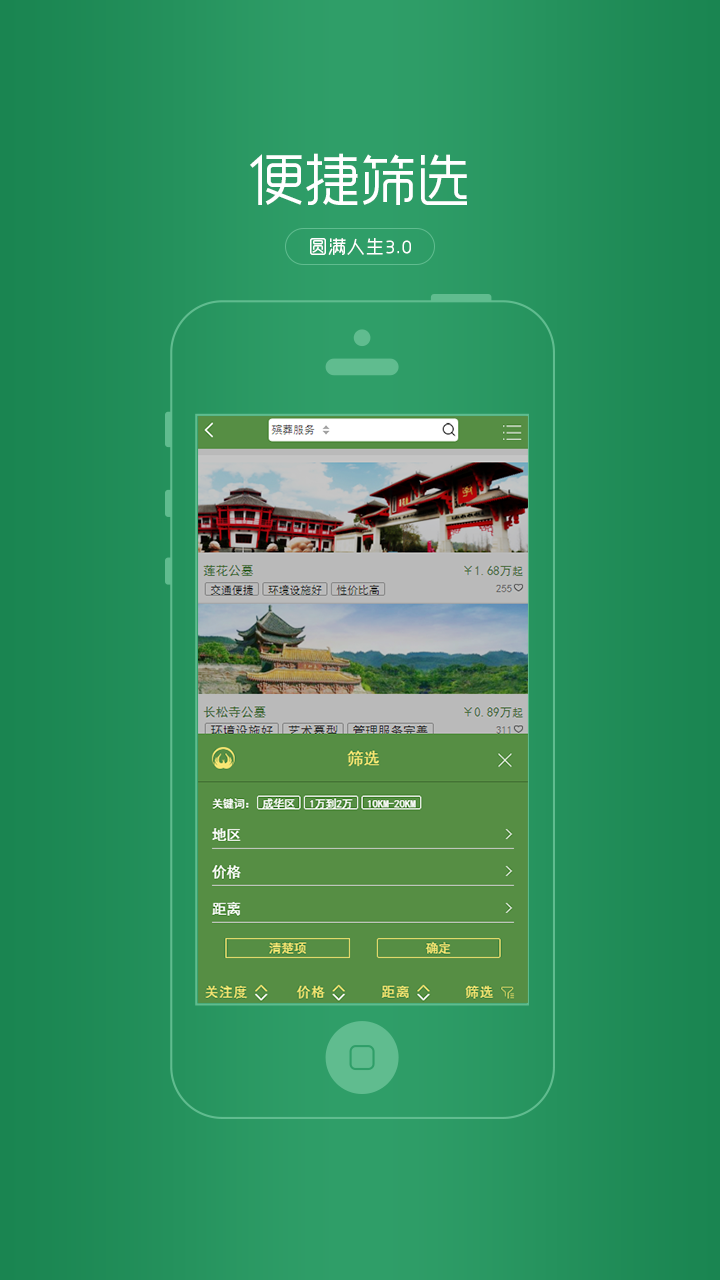 便捷筛选
圆满人生3.0
殡葬服务
莲花公墓 ￥1.68万起
交通便捷 环境设施好 性价比高 255
长松寺公墓 ￥0.89万起
环境设施好 艺术墓型 管理服务完善 311
筛选
关键词: 成华区 1万到2万 10KM-20KM
地区
价格
距离
清楚项 确定
关注度 价格 距离 筛选